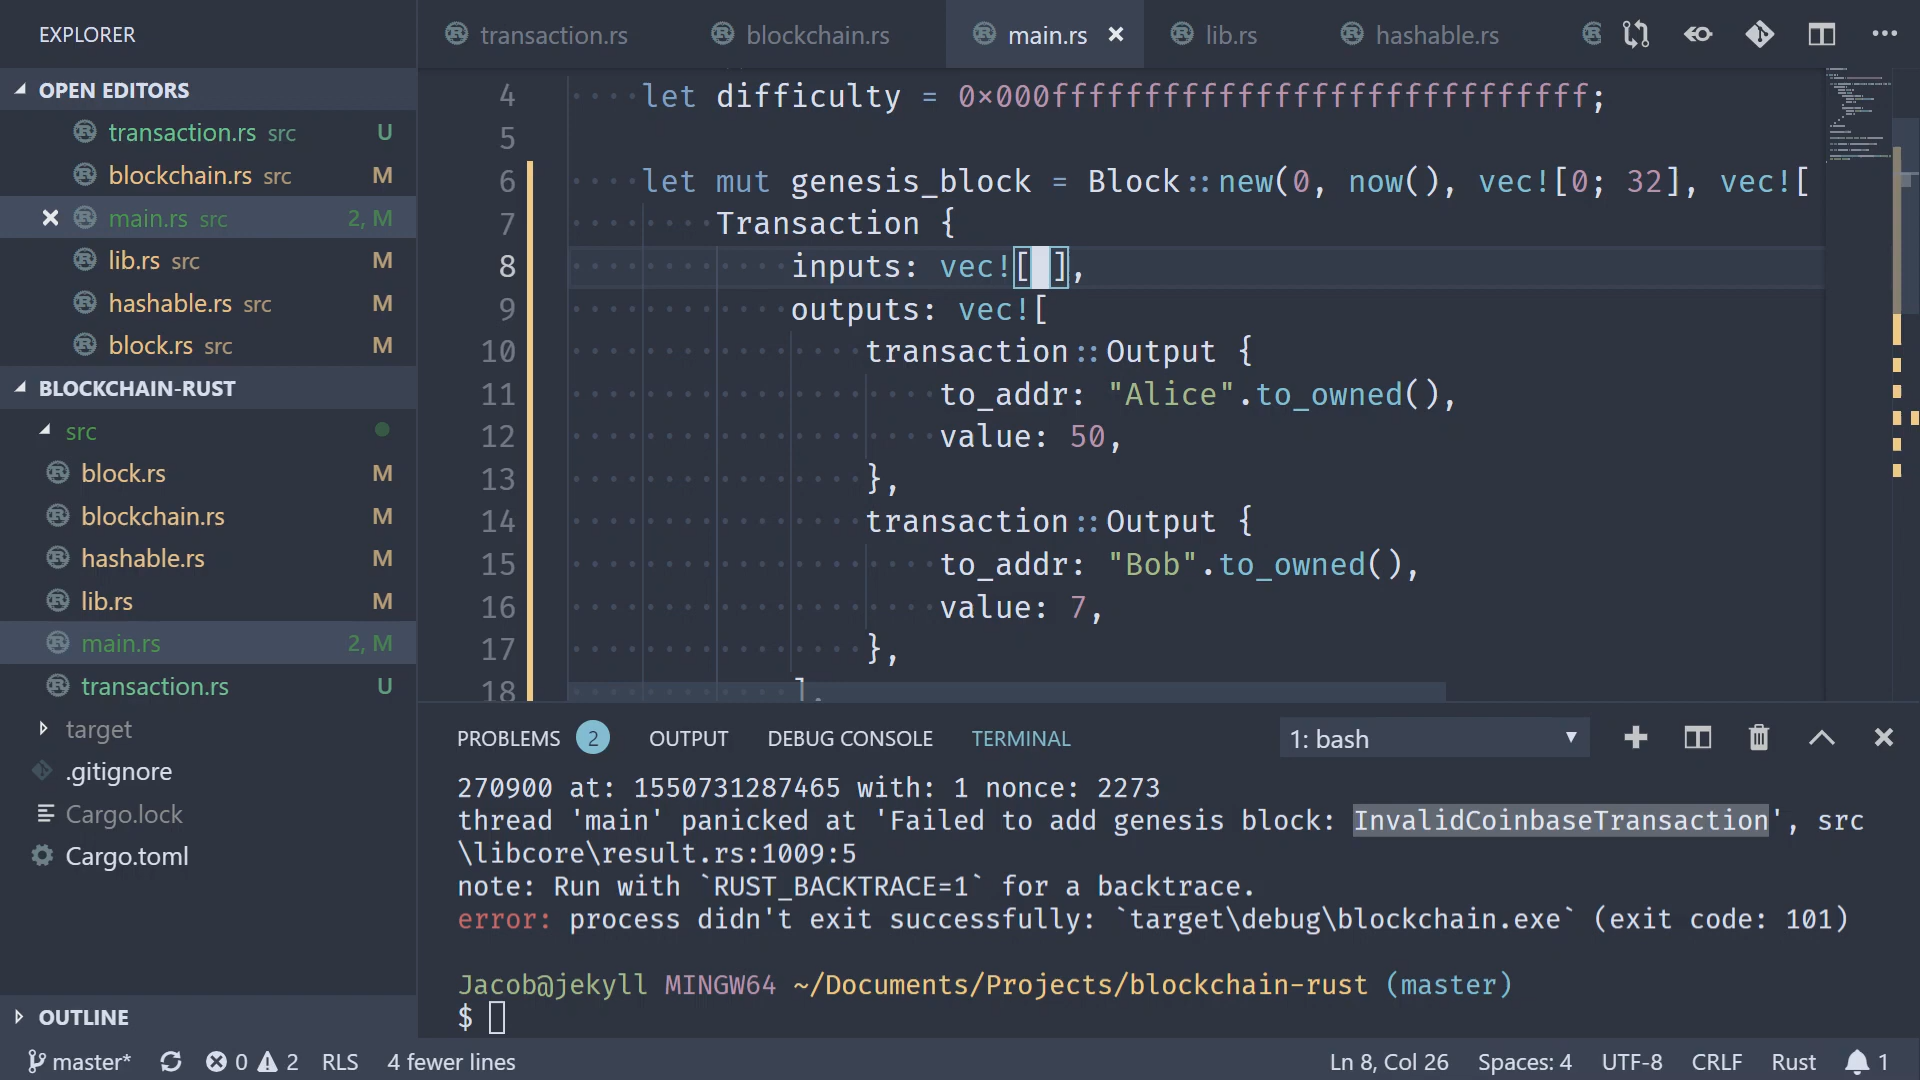 EXPLORER
OPEN EDITORS
transaction.rs src U
blockchain.rs src M
main.rs src 2, M
lib.rs src M
hashable.rs src M
block.rs src M
BLOCKCHAIN-RUST
src
block.rs M
blockchain.rs M
hashable.rs M
lib.rs M
main.rs 2, M
transaction.rs U
target
.gitignore
Cargo.lock
Cargo.toml
OUTLINE
transaction.rs blockchain.rs main.rs lib.rs hashable.rs
4 let difficulty = 0x000fffffffffffffffffffffffffffff;
5
6 let mut genesis_block = Block::new(0, now(), vec![0; 32], vec![
7 Transaction {
8 inputs: vec![ ],
9 outputs: vec![
10 transaction::Output {
11 to_addr: "Alice".to_owned(),
12 value: 50,
13 },
14 transaction::Output {
15 to_addr: "Bob".to_owned(),
16 value: 7,
17 },
18 ],
PROBLEMS 2 OUTPUT DEBUG CONSOLE TERMINAL 1: bash
270900 at: 1550731287465 with: 1 nonce: 2273
thread 'main' panicked at 'Failed to add genesis block: InvalidCoinbaseTransaction', src
\libcore\result.rs:1009:5
note: Run with `RUST_BACKTRACE=1` for a backtrace.
error: process didn't exit successfully: `target\debug\blockchain.exe` (exit code: 101)
Jacob@jekyll MINGW64 ~/Documents/Projects/blockchain-rust (master)
$
master* 0 2 RLS 4 fewer lines Ln 8, Col 26 Spaces: 4 UTF-8 CRLF Rust 1